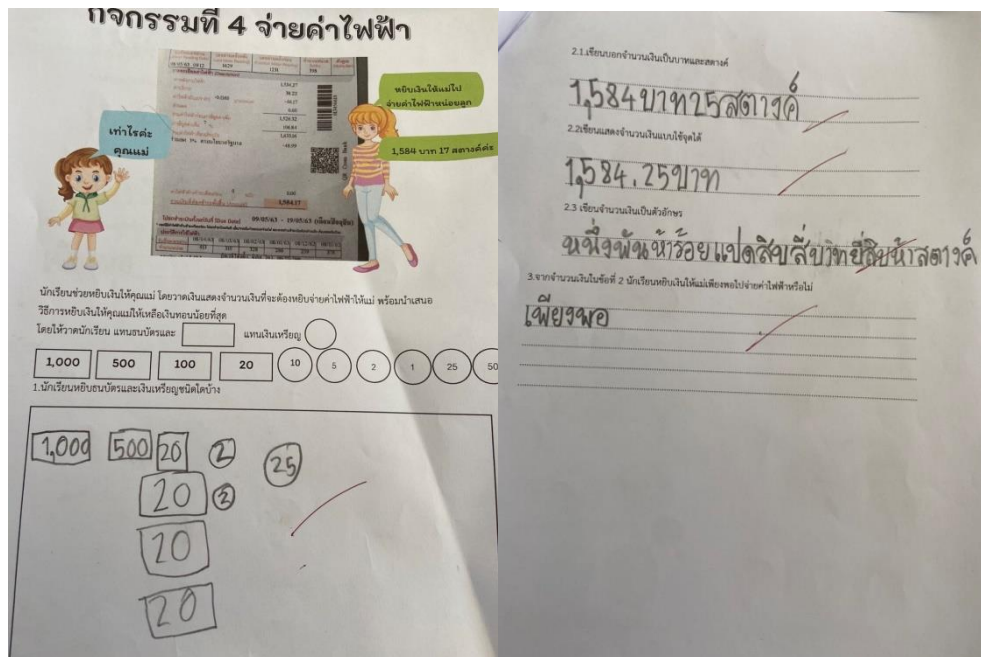 กิจกรรมที่ 4 จ่ายค่าไฟฟ้า
หยิบเงินให้แม่ไป
จ่ายค่าไฟฟ้าหน่อยลูก
เท่าไรค่ะ
คุณแม่
1,584 บาท 17 สตางค์ค่ะ
1,584.17
นักเรียนช่วยหยิบเงินให้คุณแม่ โดยวาดเงินแสดงจำนวนเงินที่จะต้องหยิบจ่ายค่าไฟฟ้าให้แม่ พร้อมนำเสนอ
วิธีการหยิบเงินให้คุณแม่ให้เหลือเงินทอนน้อยที่สุด
โดยให้วาดนักเรียน แทนธนบัตรและ แทนเงินเหรียญ
1,000 500 100 20 10 5 2 1 25 50
1.นักเรียนหยิบธนบัตรและเงินเหรียญชนิดใดบ้าง
1,000 500 20 2 25
20 2
20
20
2.1.เขียนบอกจำนวนเงินเป็นบาทและสตางค์
1,584บาท25สตางค์
2.2เขียนแสดงจำนวนเงินแบบใช้จุดได้
1,584.25บาท
2.3 เขียนจำนวนเงินเป็นตัวอักษร
หนึ่งพันห้าร้อยแปดสิบสี่บาทยี่สิบห้าสตางค์
3.จากจำนวนเงินในข้อที่ 2 นักเรียนหยิบเงินให้แม่เพียงพอไปจ่ายค่าไฟฟ้าหรือไม่
เพียงพอ